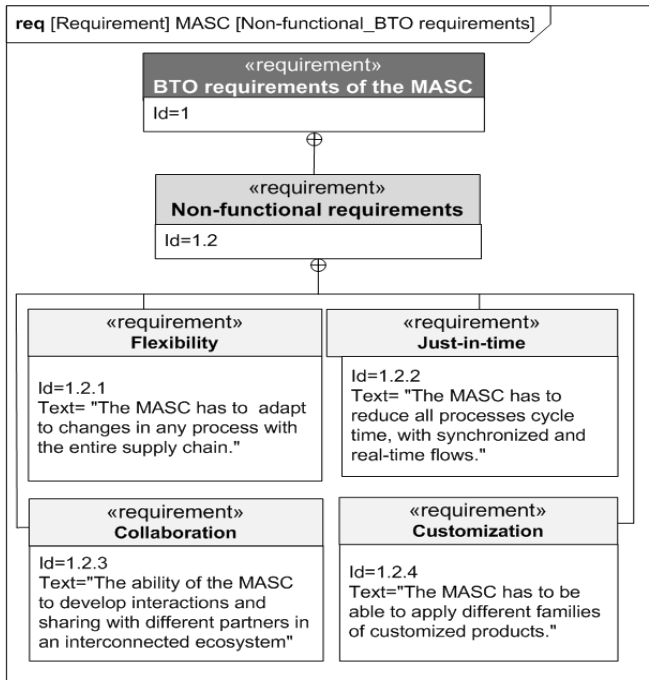 req [Requirement] MASC [Non-functional_BTO requirements]
«requirement»
BTO requirements of the MASC
Id=1
«requirement»
Non-functional requirements
Id=1.2
«requirement»
Flexibility
Id=1.2.1
Text= "The MASC has to adapt
to changes in any process with
the entire supply chain."
«requirement»
Just-in-time
Id=1.2.2
Text= "The MASC has to
reduce all processes cycle
time, with synchronized and
real-time flows."
«requirement»
Collaboration
Id=1.2.3
Text="The ability of the MASC
to develop interactions and
sharing with different partners in
an interconnected ecosystem"
«requirement»
Customization
Id=1.2.4
Text="The MASC has to be
able to apply different families
of customized products."